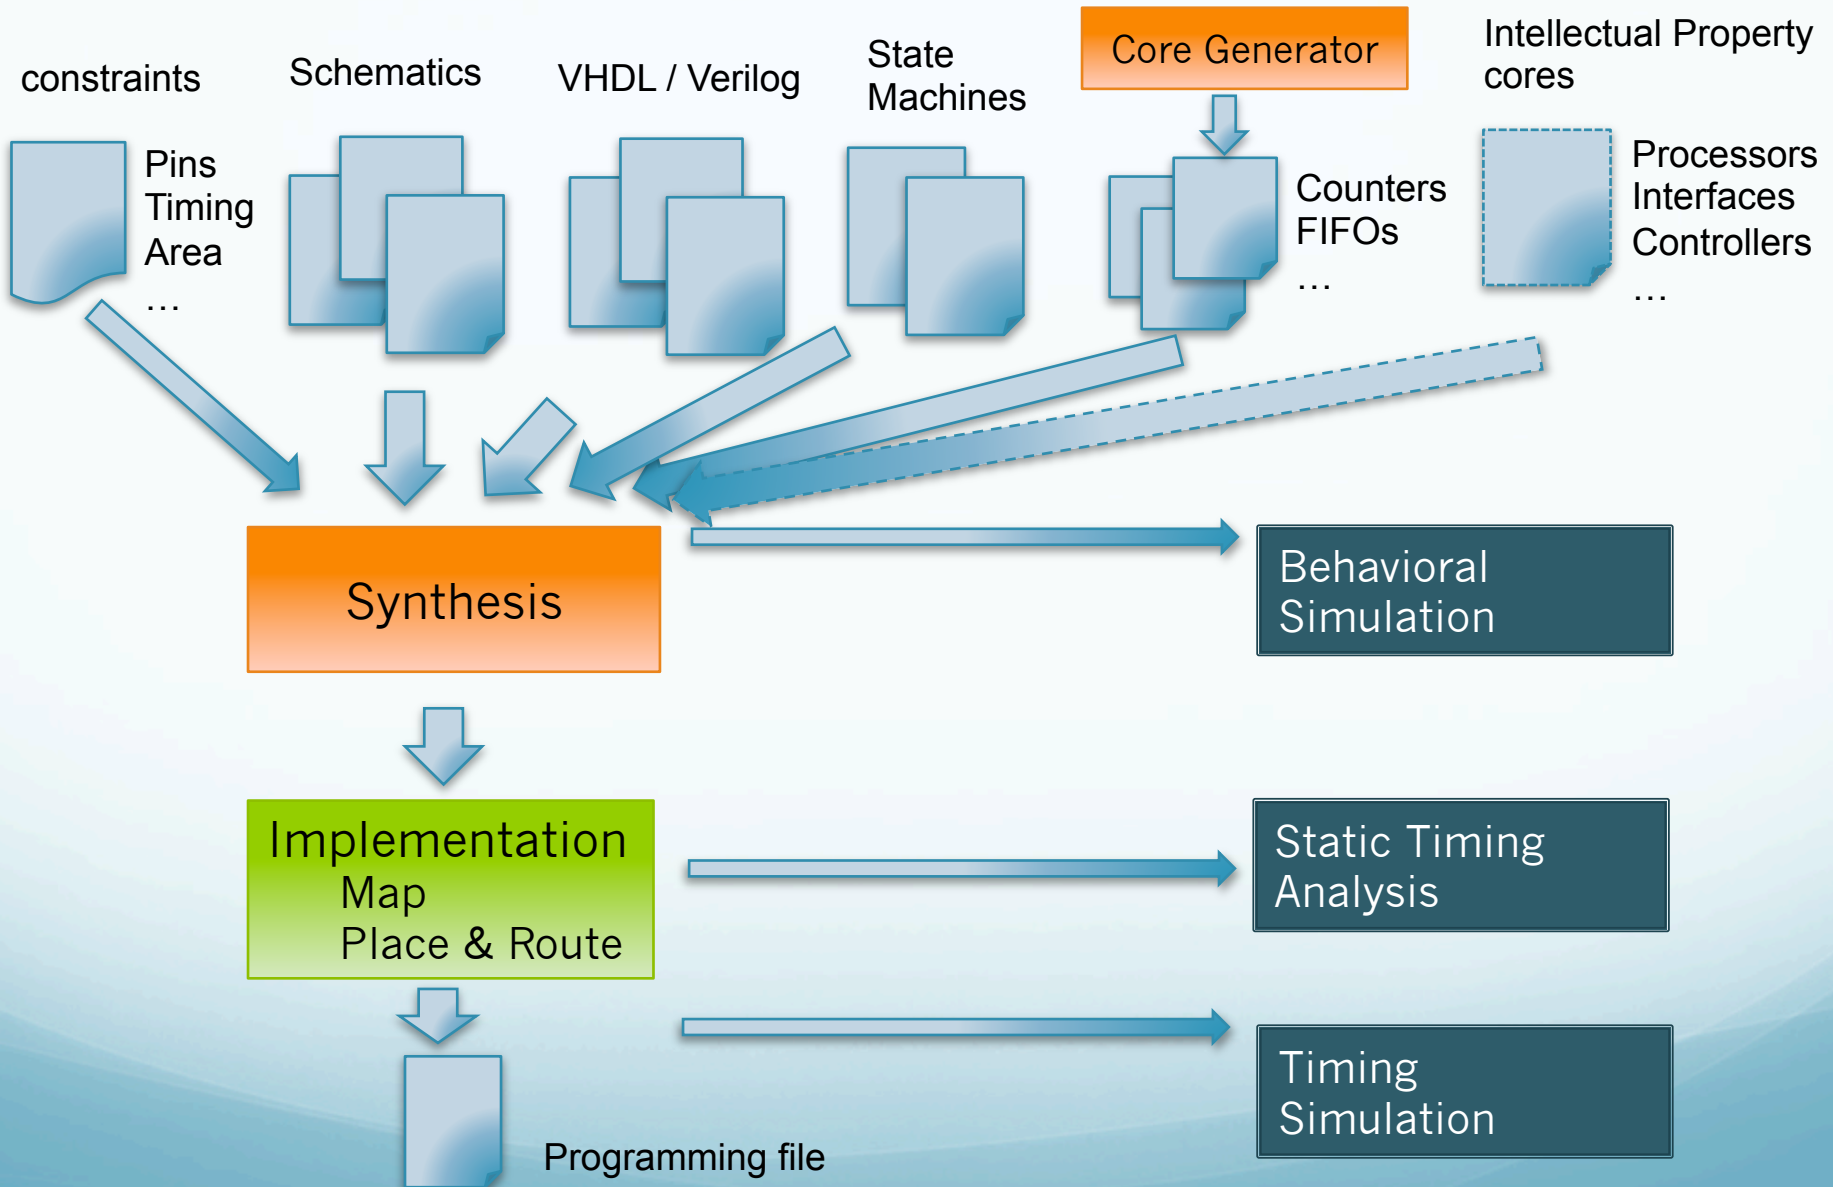 constraints
Schematics
VHDL / Verilog
State
Machines
Core Generator
Intellectual Property
cores
Pins
Timing
Area
…
Counters
FIFOs
…
Processors
Interfaces
Controllers
…
Synthesis
Behavioral
Simulation
Implementation
Map
Place & Route
Static Timing
Analysis
Timing
Simulation
Programming file